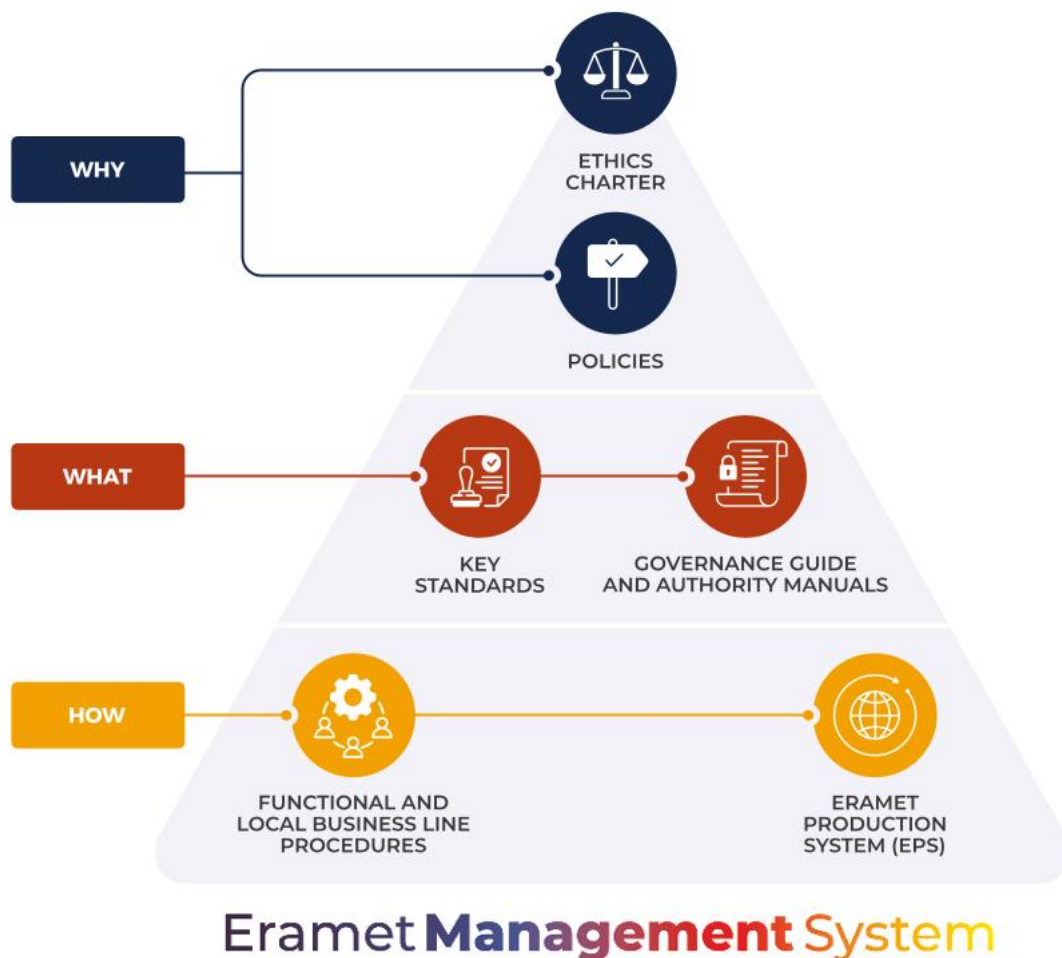 WHY
ETHICS
CHARTER
POLICIES
WHAT
KEY
STANDARDS
GOVERNANCE GUIDE
AND AUTHORITY MANUALS
HOW
FUNCTIONAL AND
LOCAL BUSINESS LINE
PROCEDURES
ERAMET
PRODUCTION
SYSTEM (EPS)
Eramet Management System